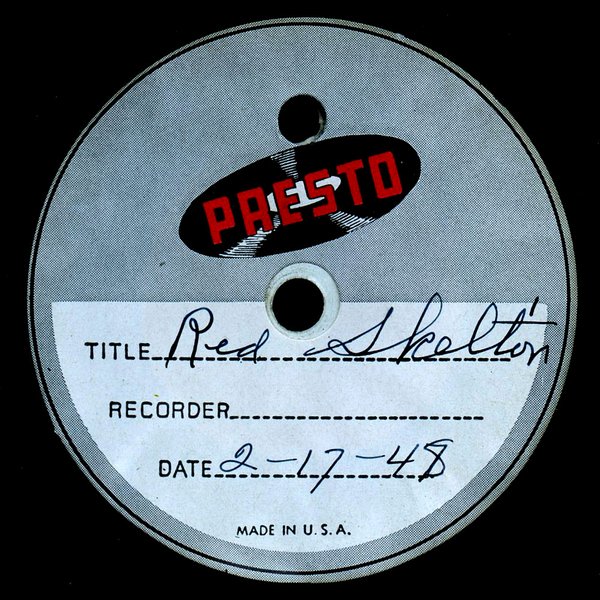 PRESTO
TITLE Red Skelton
RECORDER
DATE 2-17-48
MADE IN U.S.A.